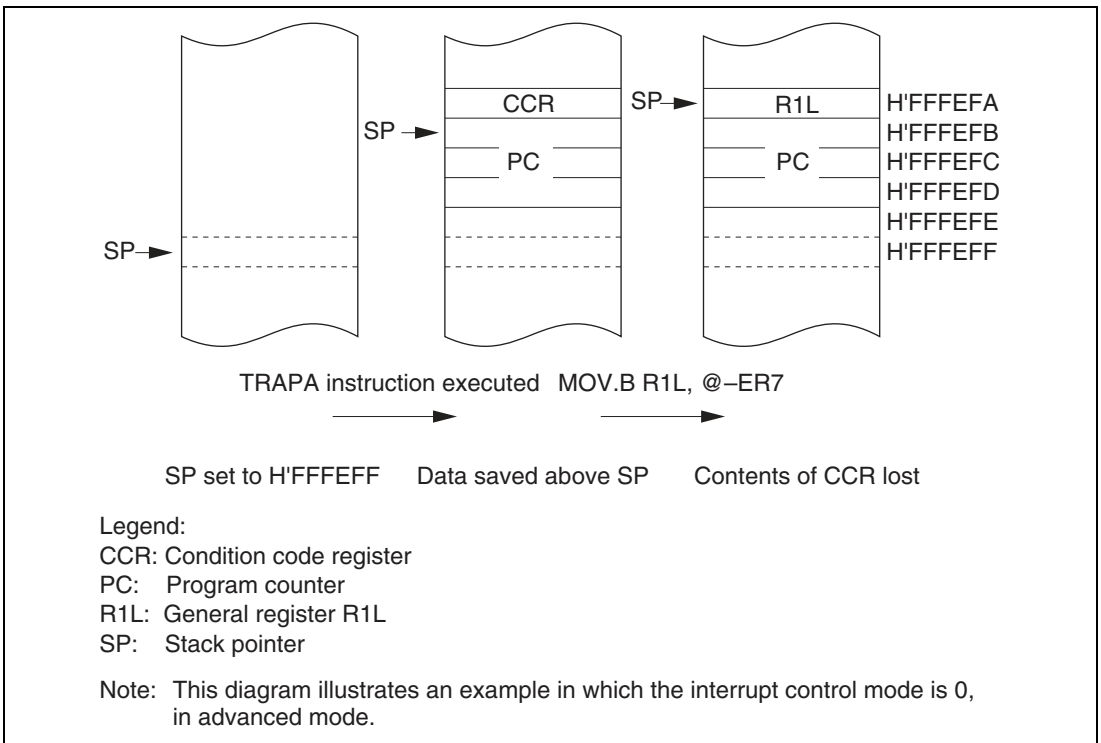 CCR
SP
R1L
H'FFFEFA
SP
H'FFFEFB
PC
PC
H'FFFEFC
H'FFFEFD
H'FFFEFE
SP
H'FFFEFF
TRAPA instruction executed
MOV.B R1L, @–ER7
SP set to H'FFFEFF
Data saved above SP
Contents of CCR lost
Legend:
CCR: Condition code register
PC: Program counter
R1L: General register R1L
SP: Stack pointer
Note: This diagram illustrates an example in which the interrupt control mode is 0,
in advanced mode.